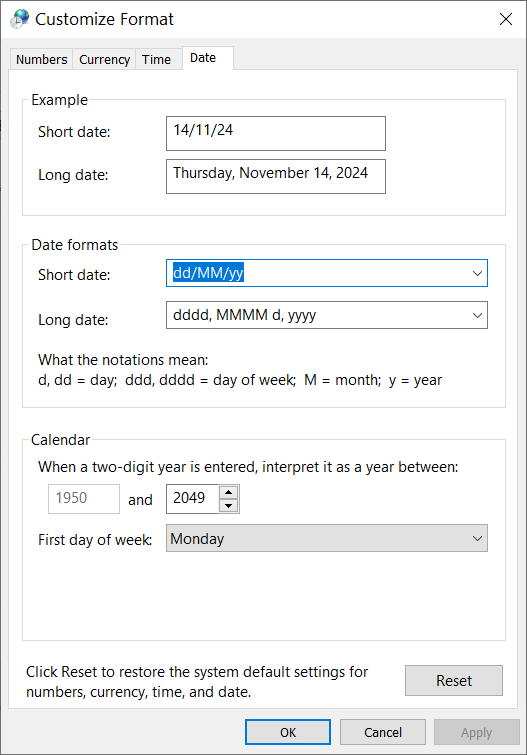 Customize Format
Numbers Currency Time Date
Example
Short date: 14/11/24
Long date: Thursday, November 14, 2024
Date formats
Short date: dd/MM/yy
Long date: dddd, MMMM d, yyyy
What the notations mean:
d, dd = day;  ddd, dddd = day of week;  M = month;  y = year
Calendar
When a two-digit year is entered, interpret it as a year between:
1950 and 2049
First day of week: Monday
Click Reset to restore the system default settings for
numbers, currency, time, and date.
Reset
OK Cancel Apply